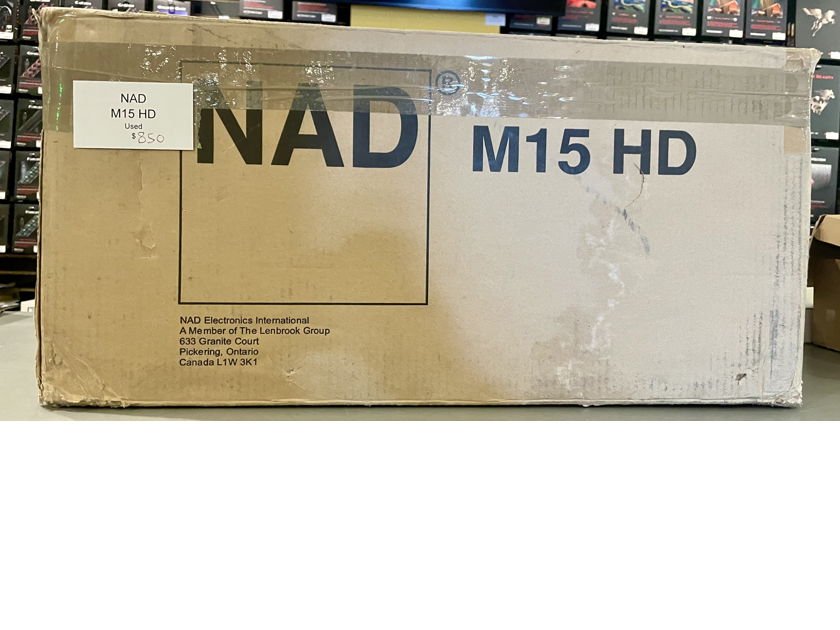 NAD
M15 HD
Used
$850
NAD®
M15 HD
NAD Electronics International
A Member of The Lenbrook Group
633 Granite Court
Pickering, Ontario
Canada L1W 3K1